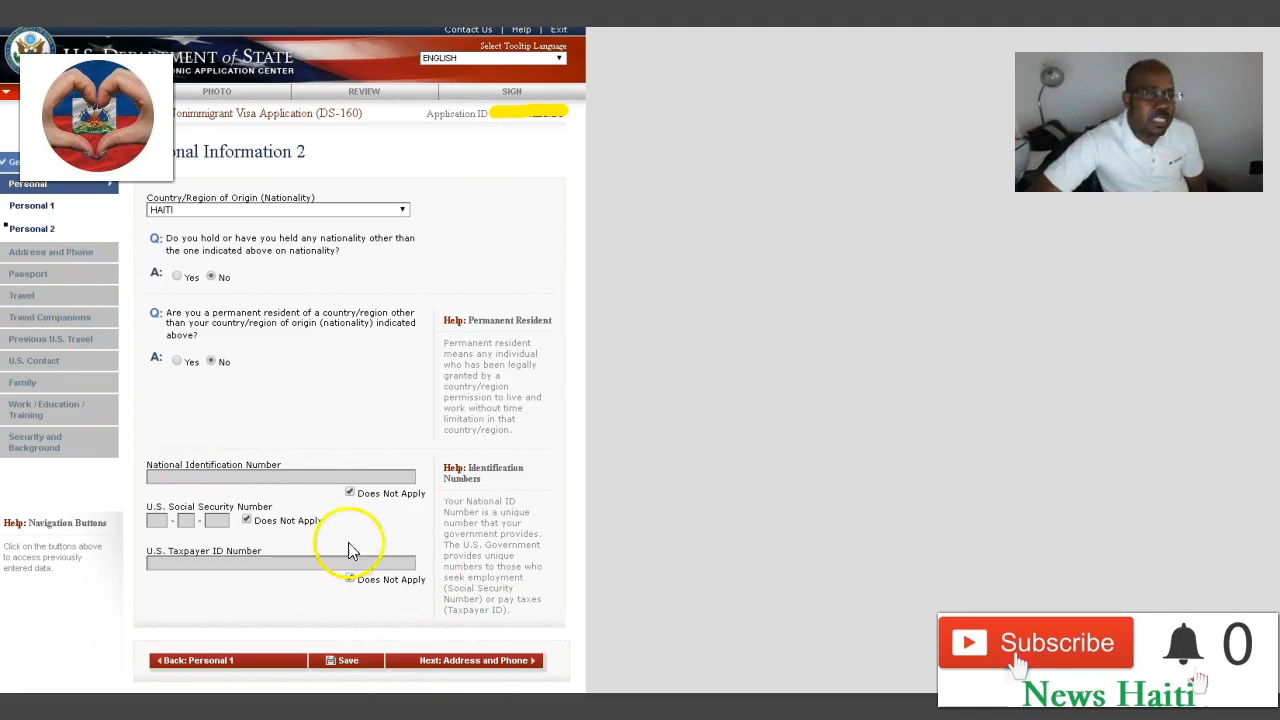 Contact Us | Help | Exit
Select Tooltip Language
ENGLISH
U.S. DEPARTMENT of STATE
ONIC APPLICATION CENTER
PHOTO
REVIEW
SIGN
Nonimmigrant Visa Application (DS-160)
Application ID
onal Information 2
Ge
Personal
Personal 1
Personal 2
Address and Phone
Passport
Travel
Travel Companions
Previous U.S. Travel
U.S. Contact
Family
Work / Education /
Training
Security and
Background
Help: Navigation Buttons
Click on the buttons above
to access previously
entered data.
Country/Region of Origin (Nationality)
HAITI
Q: Do you hold or have you held any nationality other than
the one indicated above on nationality?
A: Yes No
Q: Are you a permanent resident of a country/region other
than your country/region of origin (nationality) indicated
above?
A: Yes No
Help: Permanent Resident
Permanent resident
means any individual
who has been legally
granted by a
country/region
permission to live and
work without time
limitation in that
country/region.
National Identification Number
Does Not Apply
U.S. Social Security Number
- - Does Not Apply
U.S. Taxpayer ID Number
Does Not Apply
Help: Identification
Numbers
Your National ID
Number is a unique
number that your
government provides.
The U.S. Government
provides unique
numbers to those who
seek employment
(Social Security
Number) or pay taxes
(Taxpayer ID).
Back: Personal 1
Save
Next: Address and Phone
Subscribe
0
News Haiti